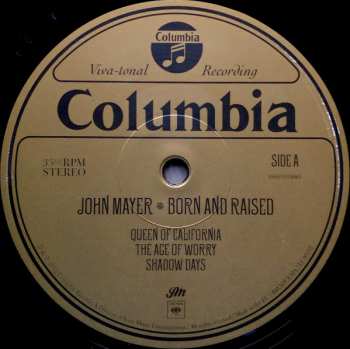 Columbia
Viva-tonal Recording
Columbia
33⅓ RPM
STEREO
SIDE A
JOHN MAYER • BORN AND RAISED
QUEEN OF CALIFORNIA
THE AGE OF WORRY
SHADOW DAYS